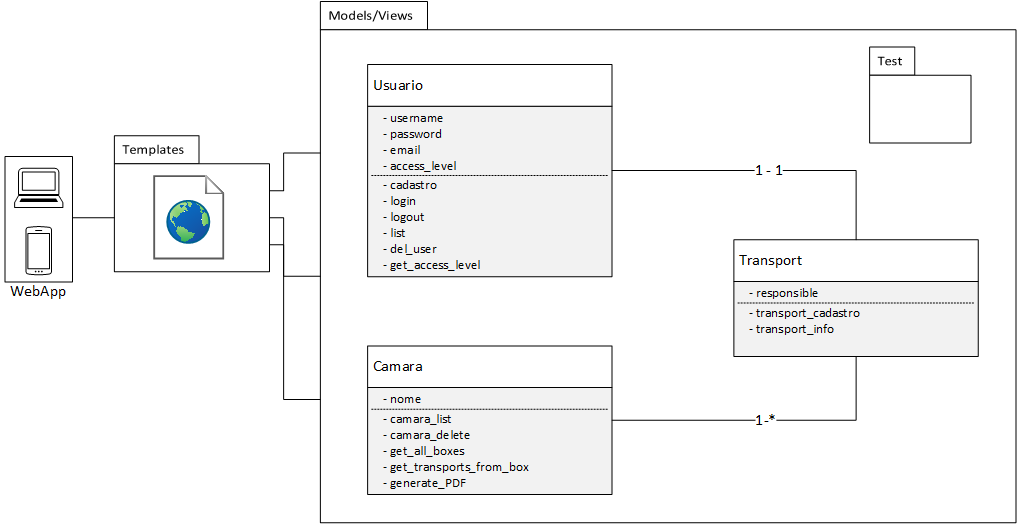 Models/Views
Test
Usuario
- username
- password
- email
- access_level
- cadastro
- login
- logout
- list
- del_user
- get_access_level
1 - 1
Templates
WebApp
Transport
- responsible
- transport_cadastro
- transport_info
Camara
- nome
- camara_list
- camara_delete
- get_all_boxes
- get_transports_from_box
- generate_PDF
1-*